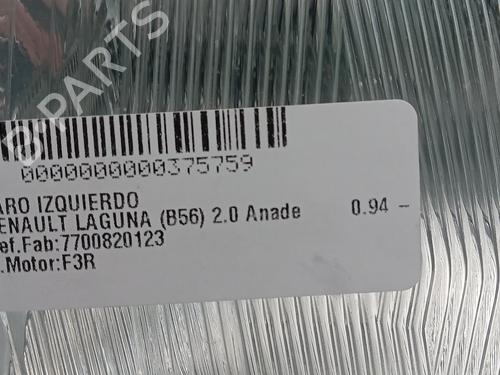 B-PARTS
0000000000375759
ARO IZQUIERDO
ENAULT LAGUNA (B56) 2.0 Anade 0.94 -
ef.Fab:7700820123
.Motor:F3R